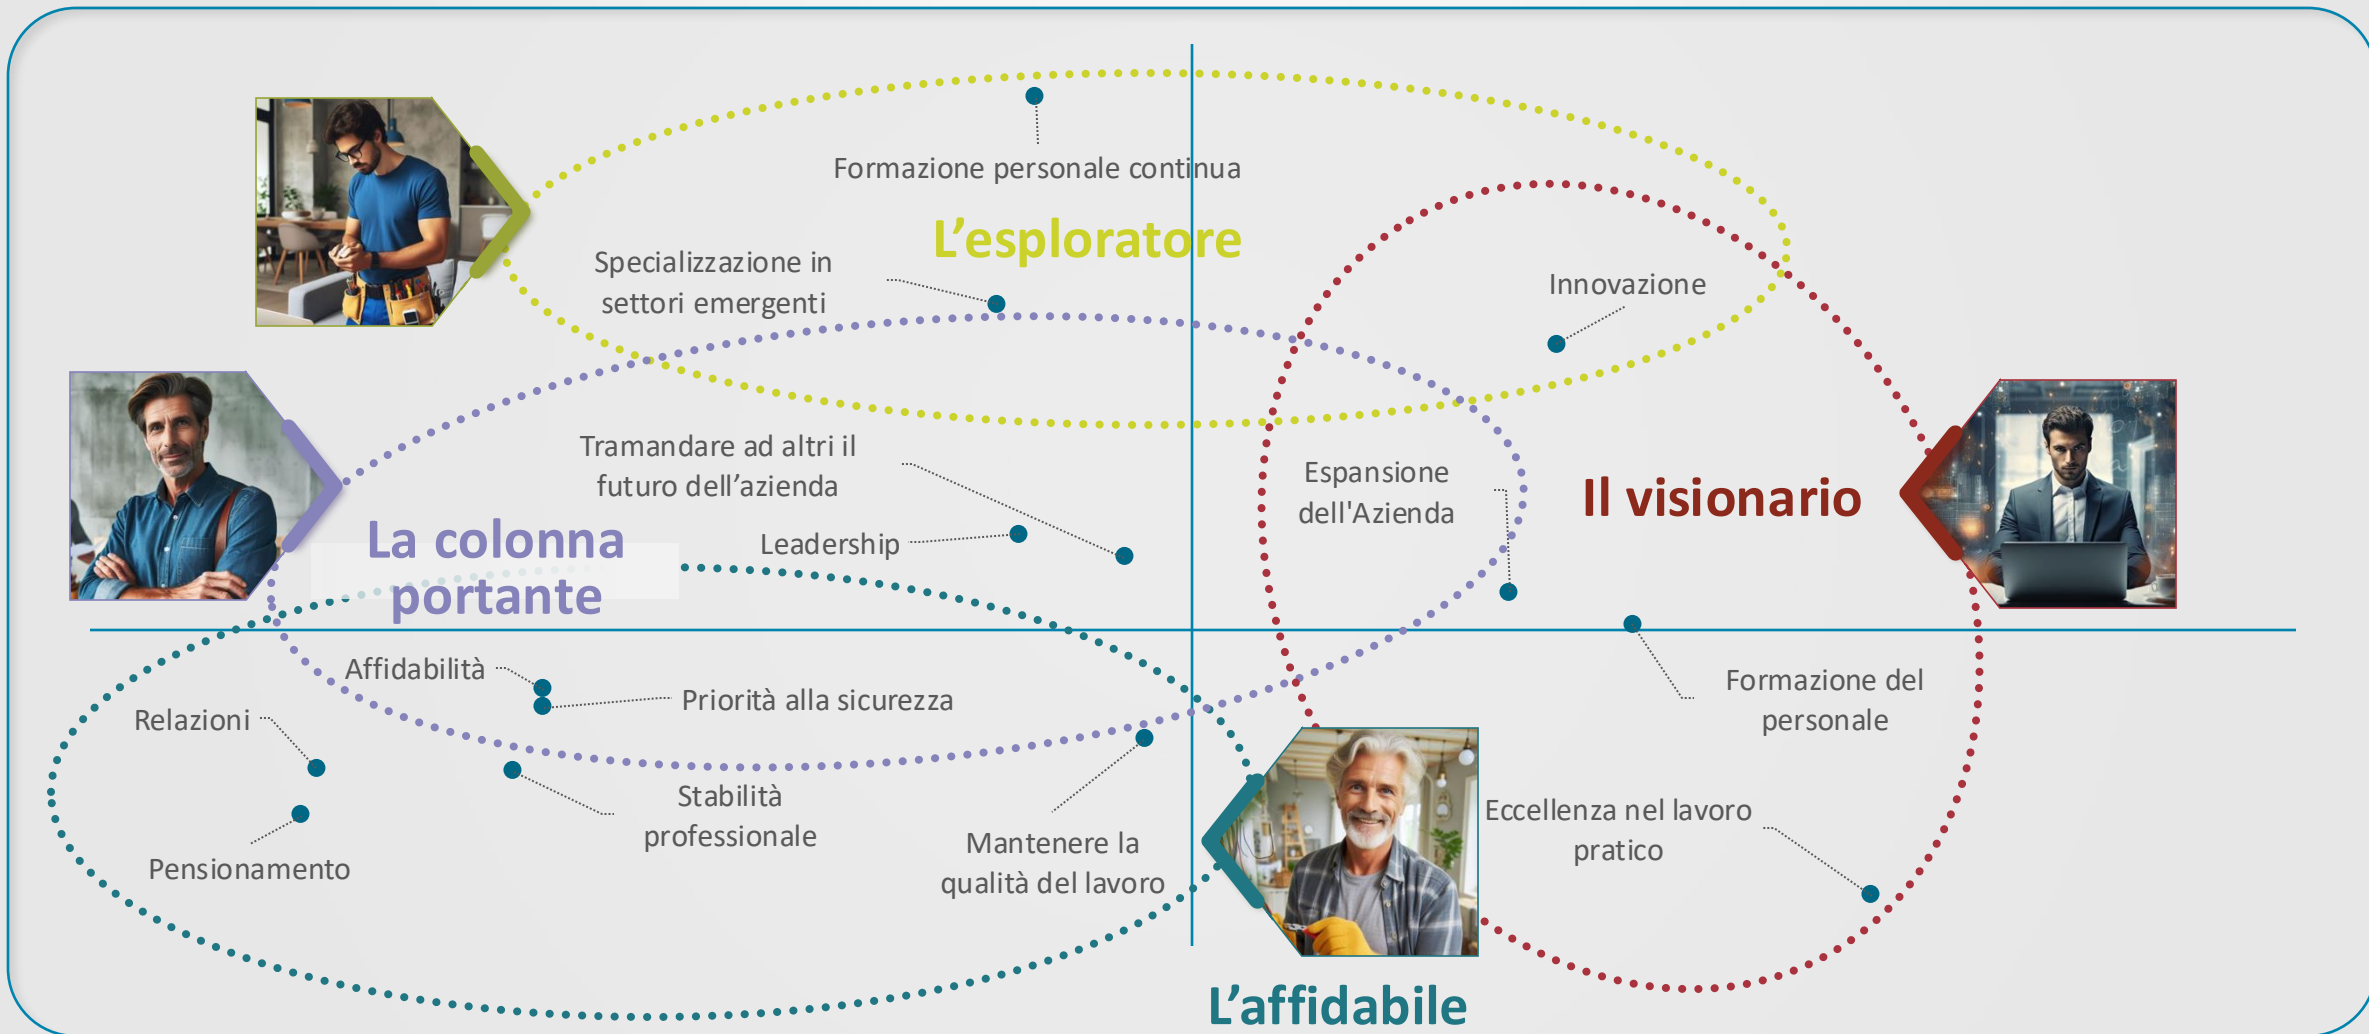 Formazione personale continua
L’esploratore
Specializzazione in
settori emergenti
Innovazione
Tramandare ad altri il
futuro dell’azienda
Espansione
dell'Azienda
Il visionario
La colonna
portante
Leadership
Affidabilità
Priorità alla sicurezza
Formazione del
personale
Relazioni
Stabilità
professionale
Eccellenza nel lavoro
pratico
Mantenere la
qualità del lavoro
Pensionamento
L’affidabile